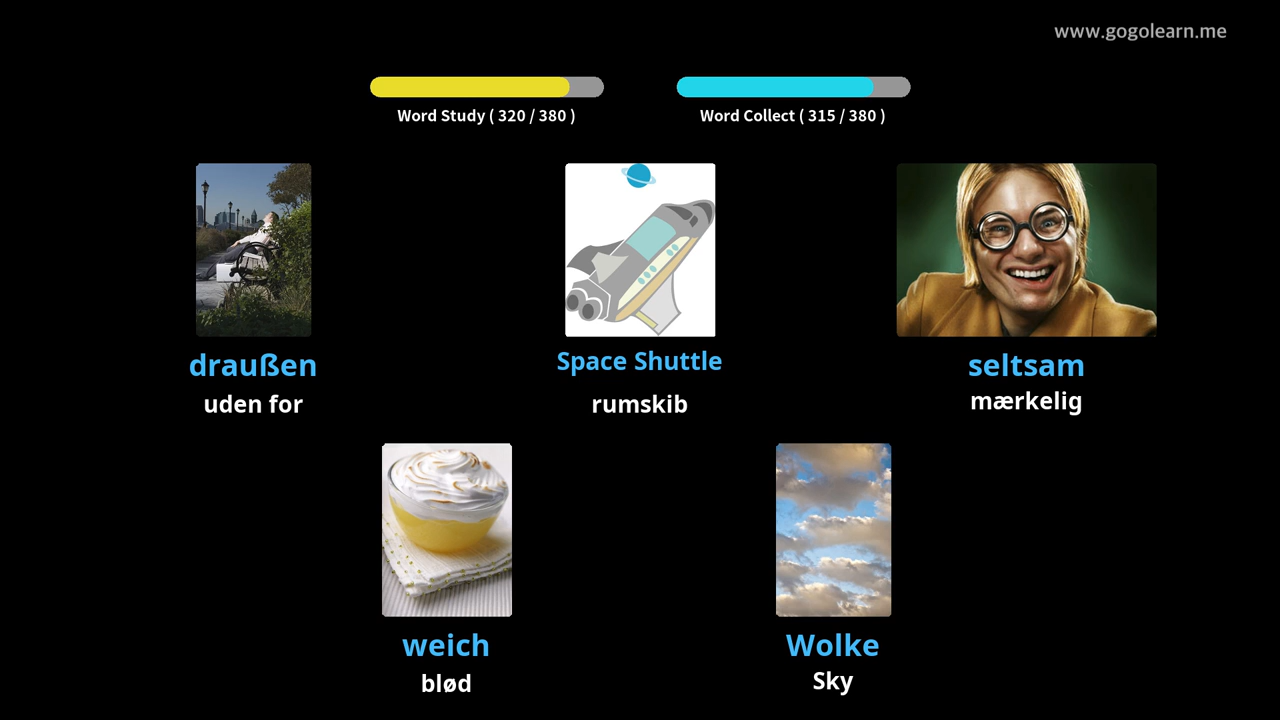 www.gogolearn.me
Word Study ( 320 / 380 )
Word Collect ( 315 / 380 )
draußen
uden for
Space Shuttle
rumskib
seltsam
mærkelig
weich
blød
Wolke
Sky